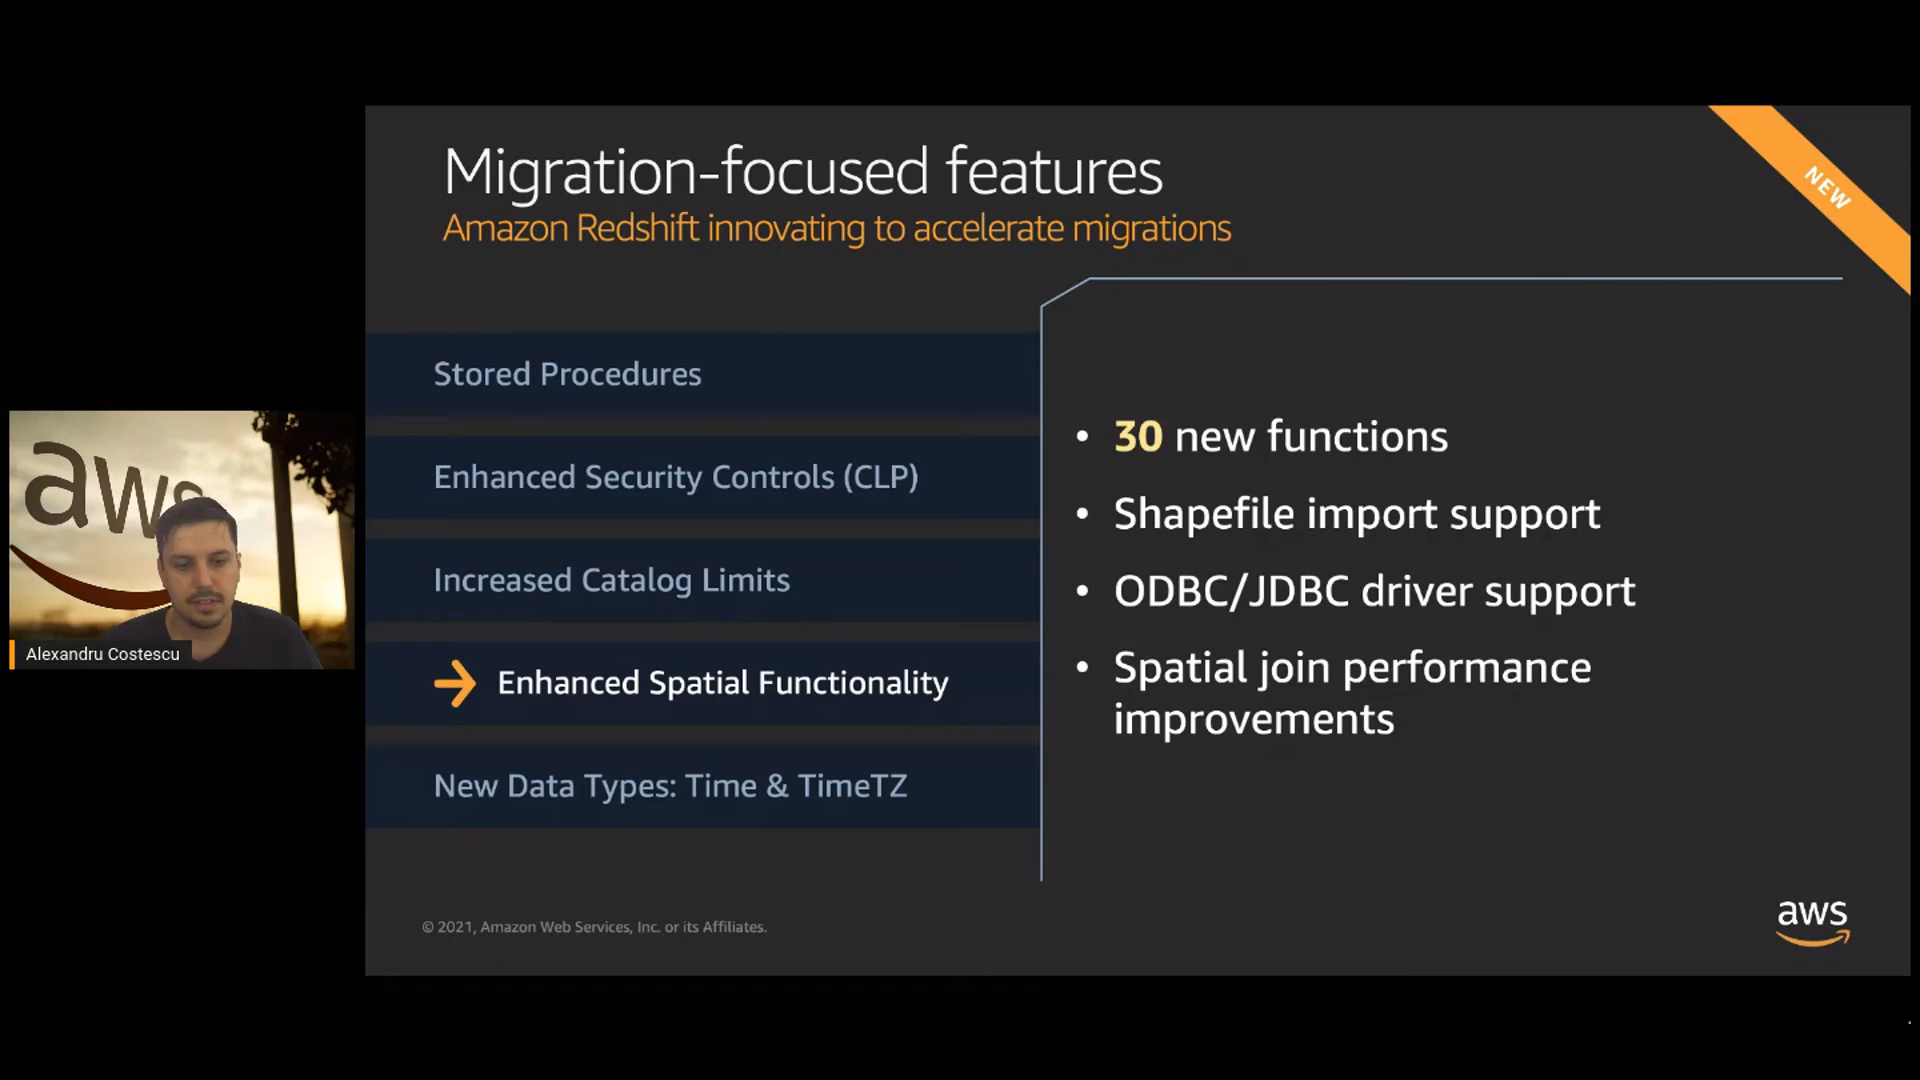 Migration-focused features
Amazon Redshift innovating to accelerate migrations
NEW
Stored Procedures
Enhanced Security Controls (CLP)
Increased Catalog Limits
Enhanced Spatial Functionality
New Data Types: Time & TimeTZ
• 30 new functions
• Shapefile import support
• ODBC/JDBC driver support
• Spatial join performance
improvements
© 2021, Amazon Web Services, Inc. or its Affiliates.
aws
aws
Alexandru Costescu